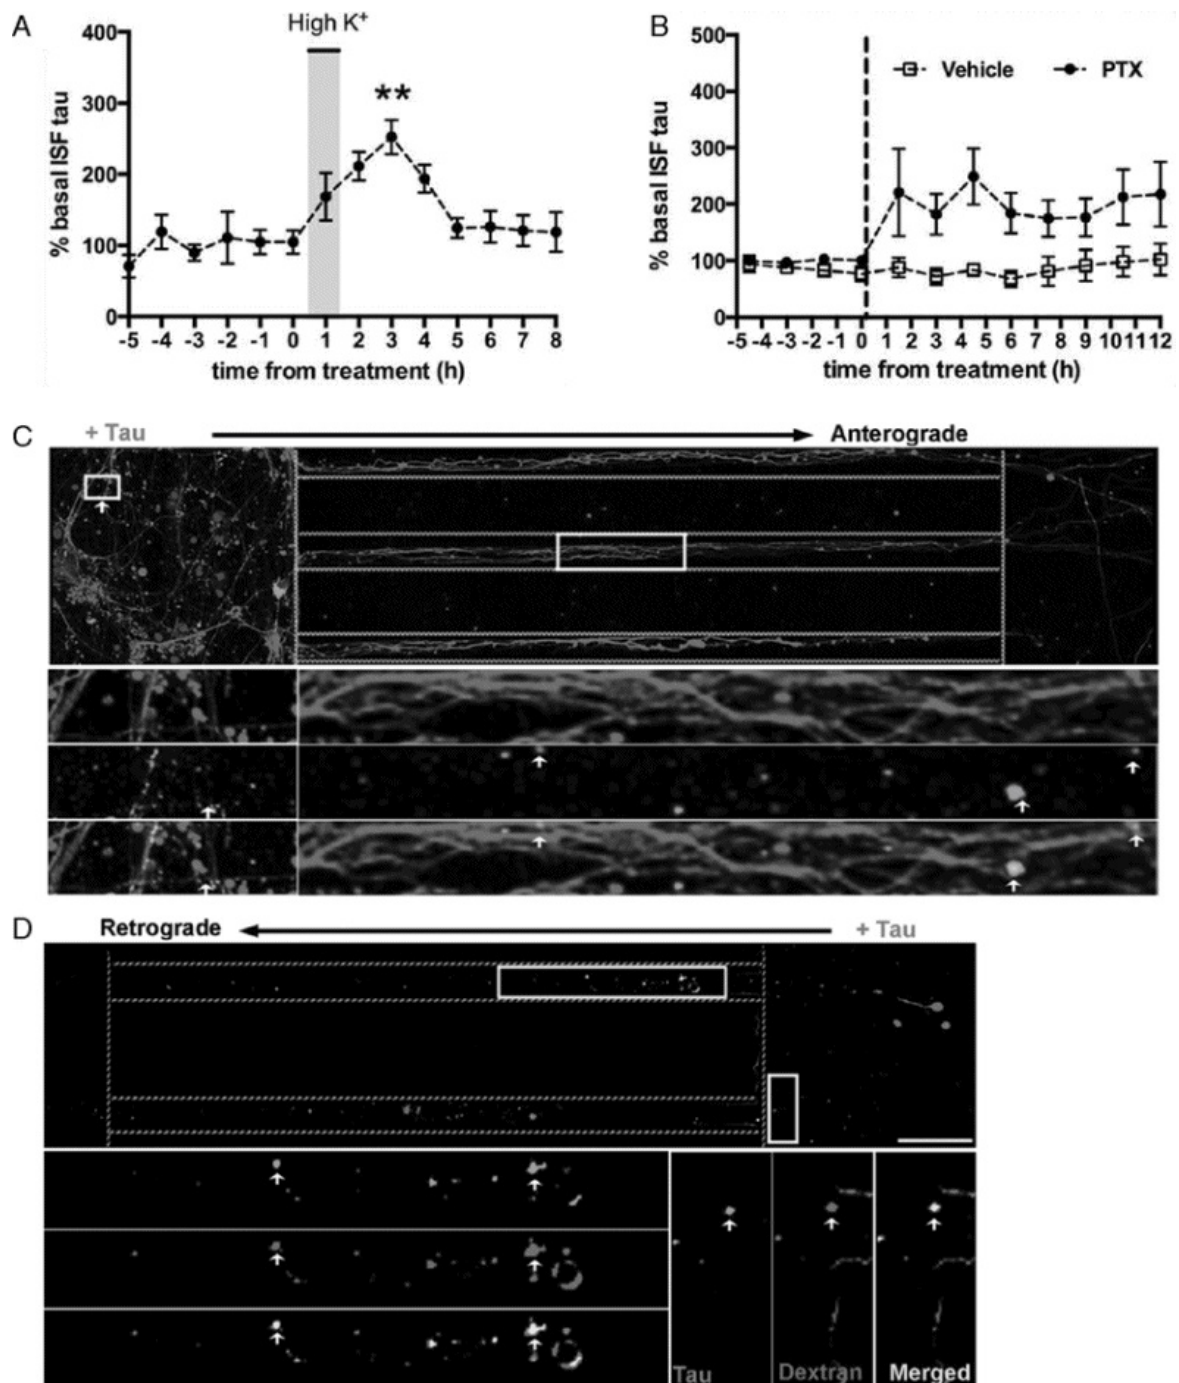 A
High K+
400
300
200
100
0
% basal ISF tau
**
-5 -4 -3 -2 -1 0 1 2 3 4 5 6 7 8
time from treatment (h)
B
500
400
300
200
100
0
% basal ISF tau
Vehicle PTX
-5 -4 -3 -2 -1 0 1 2 3 4 5 6 7 8 9 10 11 12
time from treatment (h)
C
+ Tau Anterograde
D
Retrograde + Tau
Tau Dextran Merged